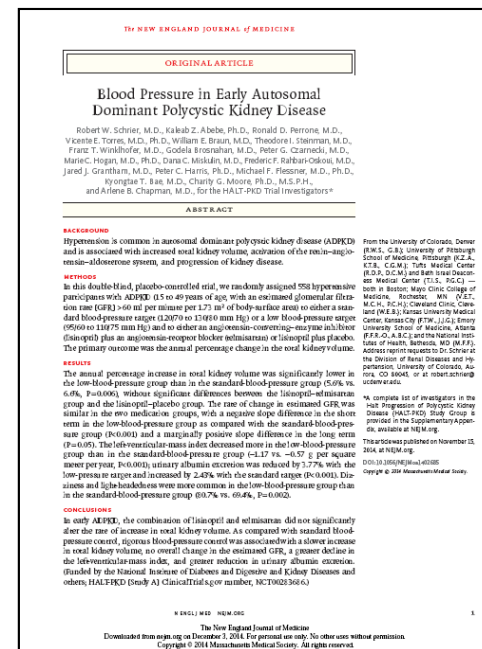 The NEW ENGLAND JOURNAL of MEDICINE
ORIGINAL ARTICLE
Blood Pressure in Early Autosomal
Dominant Polycystic Kidney Disease
Robert W. Schrier, M.D., Kaleab Z. Abebe, Ph.D., Ronald D. Perrone, M.D.,
Vicente E. Torres, M.D., Ph.D., William E. Braun, M.D., Theodore I. Steinman, M.D.,
Franz T. Winklhofer, M.D., Godela Brosnahan, M.D., Peter G. Czarnecki, M.D.,
Marie C. Hogan, M.D., Ph.D., Dana C. Miskulin, M.D., Frederic F. Rahbari-Oskoui, M.D.,
Jared J. Grantham, M.D., Peter C. Harris, Ph.D., Michael F. Flessner, M.D., Ph.D.,
Kyongtae T. Bae, M.D., Charity G. Moore, Ph.D., M.S.P.H.,
and Arlene B. Chapman, M.D., for the HALT-PKD Trial Investigators*
ABSTRACT
BACKGROUND
Hypertension is common in autosomal dominant polycystic kidney disease (ADPKD)
and is associated with increased total kidney volume, activation of the renin–angio-
tensin–aldosterone system, and progression of kidney disease.
METHODS
In this double-blind, placebo-controlled trial, we randomly assigned 558 hypertensive
participants with ADPKD (15 to 49 years of age, with an estimated glomerular filtra-
tion rate [GFR] >60 ml per minute per 1.73 m² of body-surface area) to either a stan-
dard blood-pressure target (120/70 to 130/80 mm Hg) or a low blood-pressure target
(95/60 to 110/75 mm Hg) and to either an angiotensin-converting–enzyme inhibitor
(lisinopril) plus an angiotensin-receptor blocker (telmisartan) or lisinopril plus placebo.
The primary outcome was the annual percentage change in the total kidney volume.
RESULTS
The annual percentage increase in total kidney volume was significantly lower in
the low-blood-pressure group than in the standard-blood-pressure group (5.6% vs.
6.6%, P=0.006), without significant differences between the lisinopril–telmisartan
group and the lisinopril–placebo group. The rate of change in estimated GFR was
similar in the two medication groups, with a negative slope difference in the short
term in the low-blood-pressure group as compared with the standard-blood-pres-
sure group (P<0.001) and a marginally positive slope difference in the long term
(P=0.05). The left-ventricular-mass index decreased more in the low-blood-pressure
group than in the standard-blood-pressure group (−1.17 vs. −0.57 g per square
meter per year, P<0.001); urinary albumin excretion was reduced by 3.77% with the
low-pressure target and increased by 2.43% with the standard target (P<0.001). Diz-
ziness and light-headedness were more common in the low-blood-pressure group than
in the standard-blood-pressure group (80.7% vs. 69.4%, P=0.002).
CONCLUSIONS
In early ADPKD, the combination of lisinopril and telmisartan did not significantly
alter the rate of increase in total kidney volume. As compared with standard blood-
pressure control, rigorous blood-pressure control was associated with a slower increase
in total kidney volume, no overall change in the estimated GFR, a greater decline in
the left-ventricular-mass index, and greater reduction in urinary albumin excretion.
(Funded by the National Institute of Diabetes and Digestive and Kidney Diseases and
others; HALT-PKD [Study A] ClinicalTrials.gov number, NCT00283686.)
From the University of Colorado, Denver
(R.W.S., G.B.); University of Pittsburgh
School of Medicine, Pittsburgh (K.Z.A.,
K.T.B., C.G.M.); Tufts Medical Center
(R.D.P., D.C.M.) and Beth Israel Deacon-
ess Medical Center (T.I.S., P.G.C.) —
both in Boston; Mayo Clinic College of
Medicine, Rochester, MN (V.E.T.,
M.C.H., P.C.H.); Cleveland Clinic, Cleve-
land (W.E.B.); Kansas University Medical
Center, Kansas City (F.T.W., J.J.G.); Emory
University School of Medicine, Atlanta
(F.F.R.-O., A.B.C.); and the National Insti-
tutes of Health, Bethesda, MD (M.F.F.).
Address reprint requests to Dr. Schrier at
the Division of Renal Diseases and Hy-
pertension, University of Colorado, Au-
rora, CO 80045, or at robert.schrier@
ucdenver.edu.
*A complete list of investigators in the
Halt Progression of Polycystic Kidney
Disease (HALT-PKD) Study Group is
provided in the Supplementary Appen-
dix, available at NEJM.org.
This article was published on November 15,
2014, at NEJM.org.
DOI: 10.1056/NEJMoa1402685
Copyright © 2014 Massachusetts Medical Society.
N ENGL J MED NEJM.ORG 1
The New England Journal of Medicine
Downloaded from nejm.org on December 3, 2014. For personal use only. No other uses without permission.
Copyright © 2014 Massachusetts Medical Society. All rights reserved.